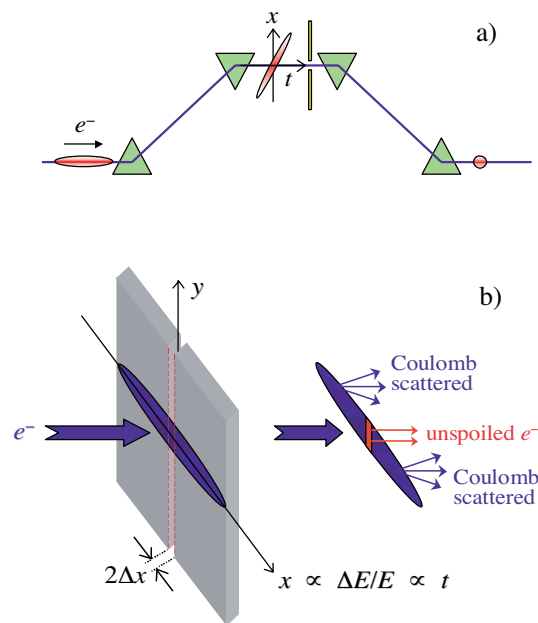 x
a)
t
e⁻
y
b)
Coulomb
scattered
e⁻
unspoiled e⁻
Coulomb
scattered
2Δx
x ∝ ΔE/E ∝ t